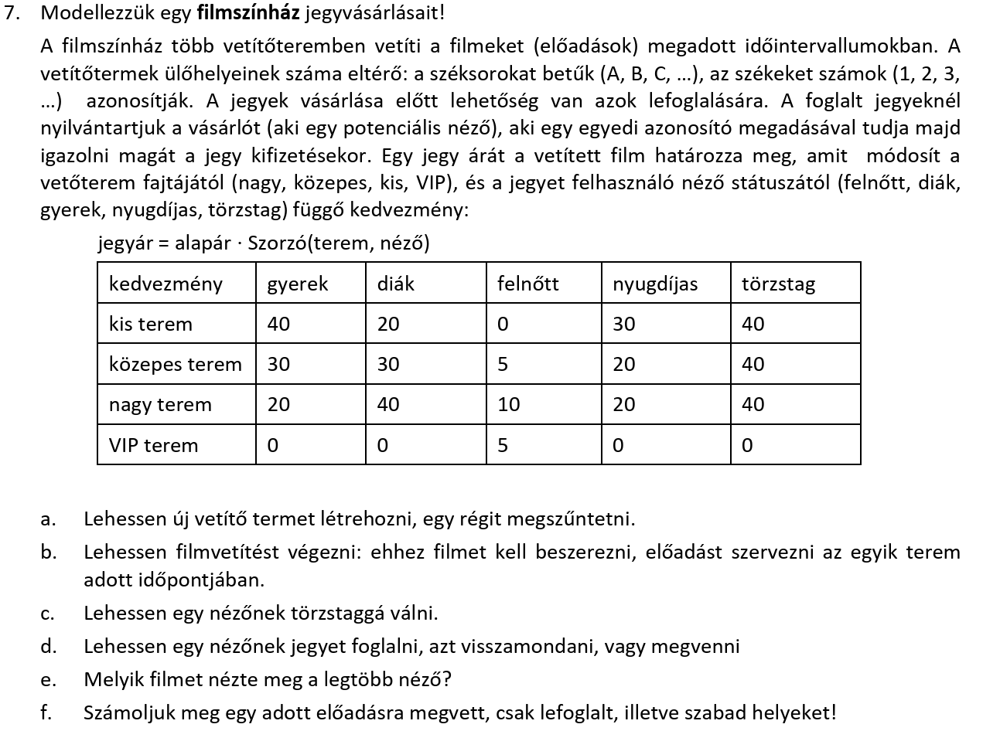 7. Modellezzük egy filmszínház jegyvásárlásait!
A filmszínház több vetítőteremben vetíti a filmeket (előadások) megadott időintervallumokban. A
vetítőtermek ülőhelyeinek száma eltérő: a széksorokat betűk (A, B, C, ...), az székeket számok (1, 2, 3,
...) azonosítják. A jegyek vásárlása előtt lehetőség van azok lefoglalására. A foglalt jegyeknél
nyilvántartjuk a vásárlót (aki egy potenciális néző), aki egy egyedi azonosító megadásával tudja majd
igazolni magát a jegy kifizetésekor. Egy jegy árát a vetített film határozza meg, amit módosít a
vetőterem fajtájától (nagy, közepes, kis, VIP), és a jegyet felhasználó néző státuszától (felnőtt, diák,
gyerek, nyugdíjas, törzstag) függő kedvezmény:
jegyár = alapár · Szorzó(terem, néző)
kedvezmény gyerek diák felnőtt nyugdíjas törzstag
kis terem 40 20 0 30 40
közepes terem 30 30 5 20 40
nagy terem 20 40 10 20 40
VIP terem 0 0 5 0 0
a. Lehessen új vetítő termet létrehozni, egy régit megszűntetni.
b. Lehessen filmvetítést végezni: ehhez filmet kell beszerezni, előadást szervezni az egyik terem
adott időpontjában.
c. Lehessen egy nézőnek törzstaggá válni.
d. Lehessen egy nézőnek jegyet foglalni, azt visszamondani, vagy megvenni
e. Melyik filmet nézte meg a legtöbb néző?
f. Számoljuk meg egy adott előadásra megvett, csak lefoglalt, illetve szabad helyeket!